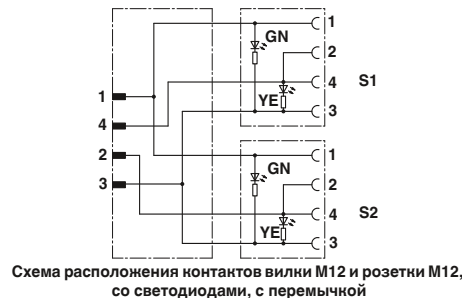 1
GN
2
4
S1
YE
3
1
4
2
3
1
GN
2
4
S2
YE
3
Схема расположения контактов вилки M12 и розетки M12,
со светодиодами, с перемычкой